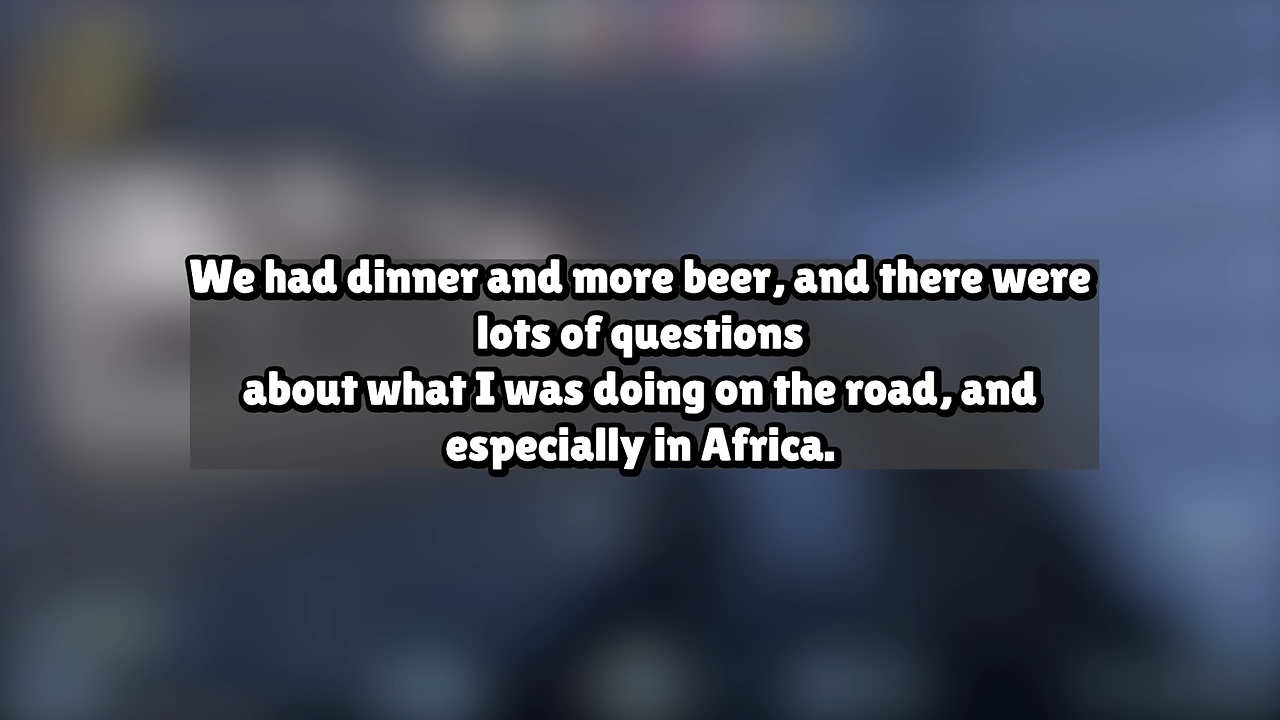 We had dinner and more beer, and there were
lots of questions
about what I was doing on the road, and
especially in Africa.